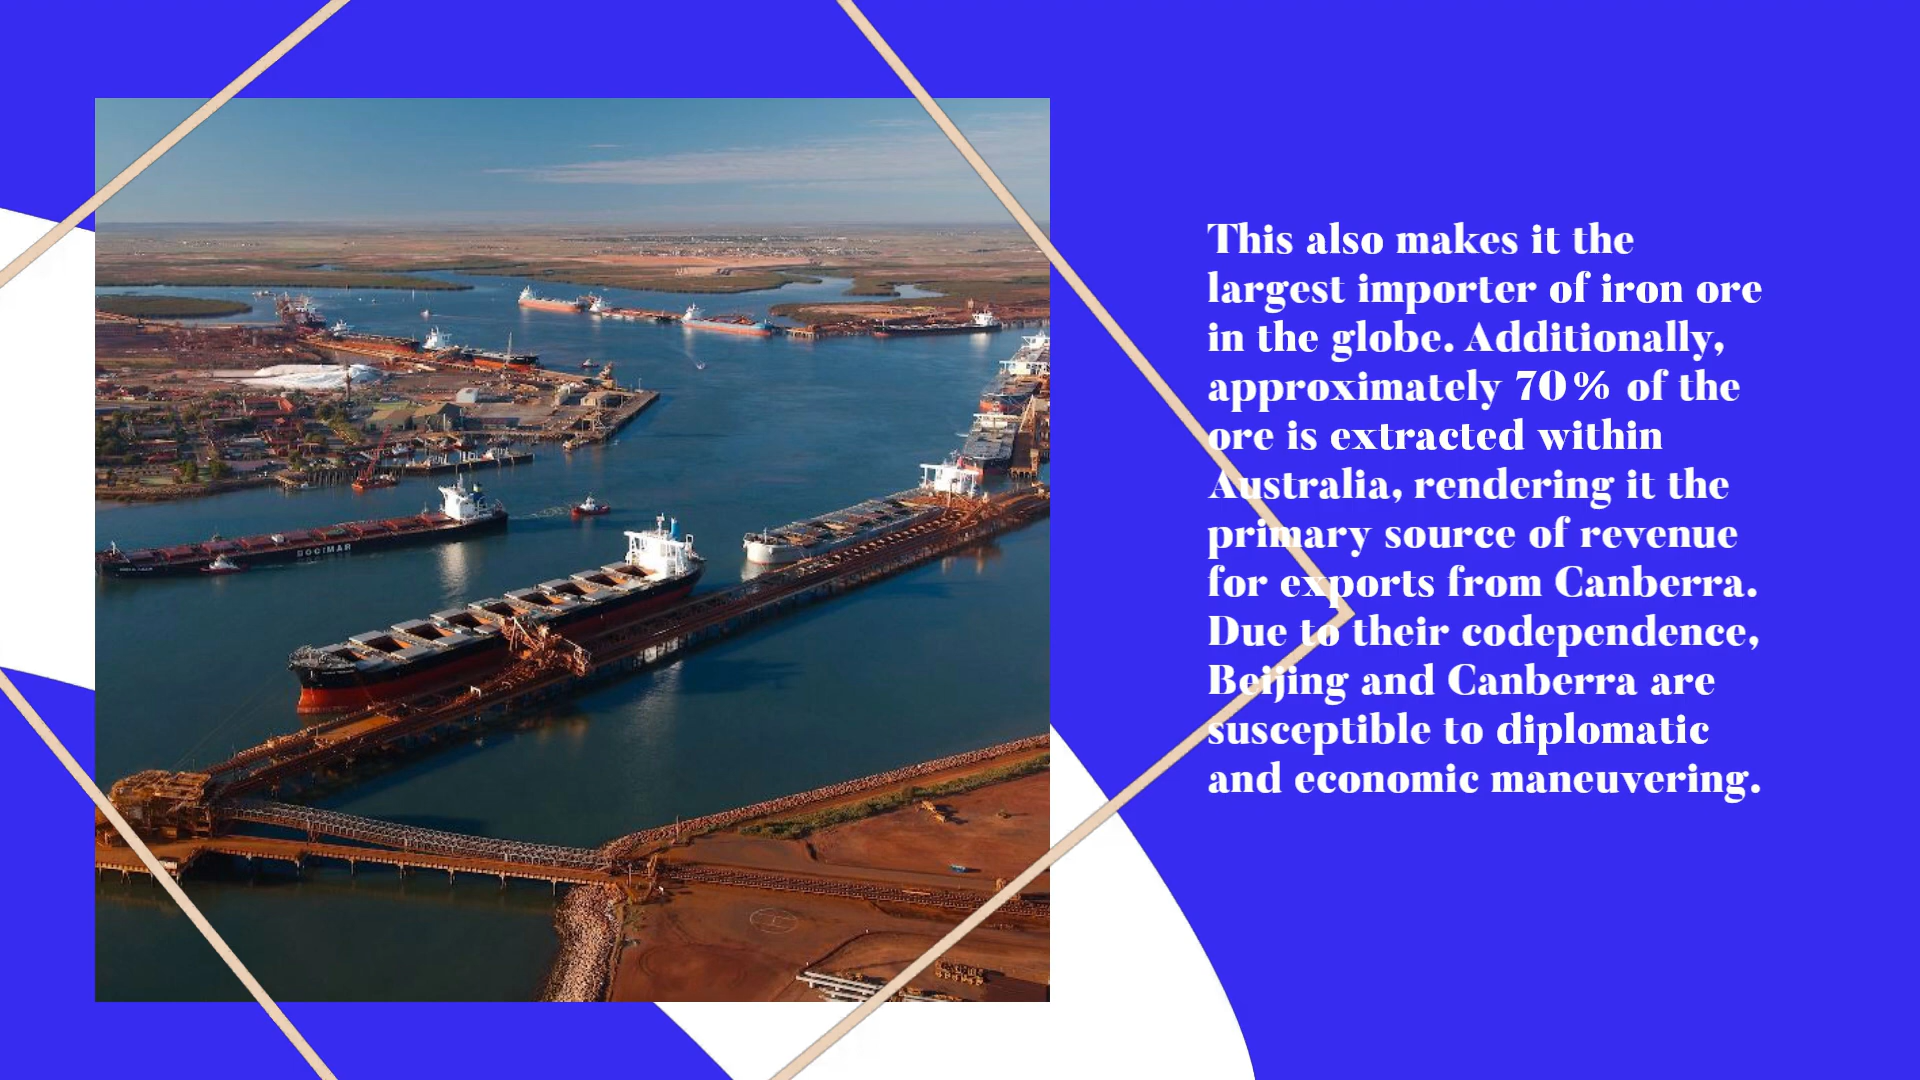 This also makes it the
largest importer of iron ore
in the globe. Additionally,
approximately 70% of the
ore is extracted within
Australia, rendering it the
primary source of revenue
for exports from Canberra.
Due to their codependence,
Beijing and Canberra are
susceptible to diplomatic
and economic maneuvering.
BOCIMAR